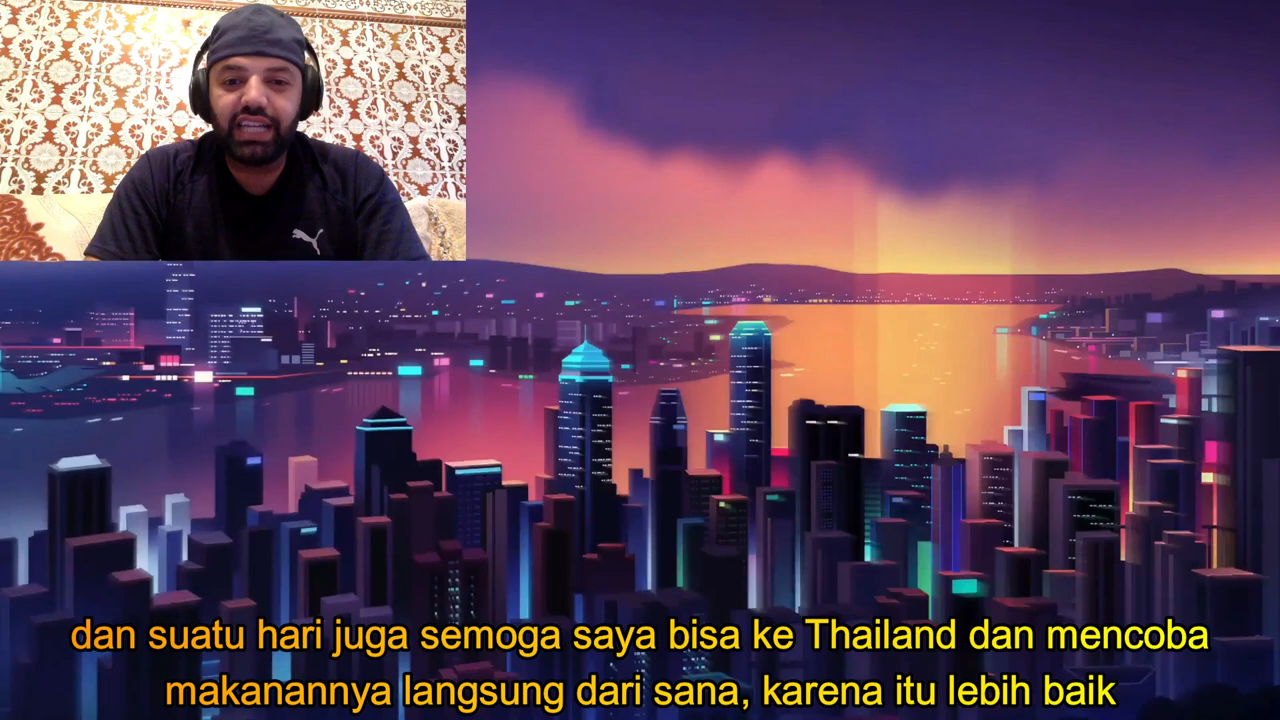 dan suatu hari juga semoga saya bisa ke Thailand dan mencoba
makanannya langsung dari sana, karena itu lebih baik